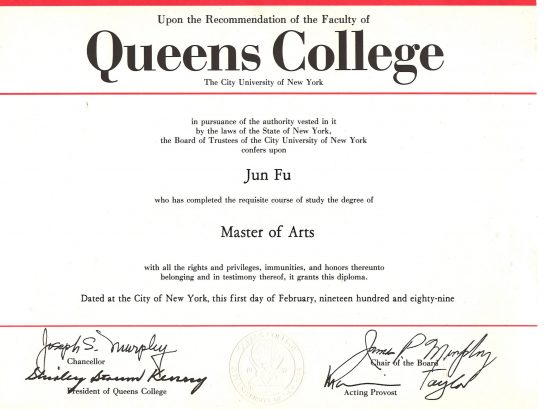 Upon the Recommendation of the Faculty of
Queens College
The City University of New York
in pursuance of the authority vested in it
by the laws of the State of New York,
the Board of Trustees of the City University of New York
confers upon
Jun Fu
who has completed the requisite course of study the degree of
Master of Arts
with all the rights and privileges, immunities, and honors thereunto
belonging and in testimony thereof, it grants this diploma.
Dated at the City of New York, this first day of February, nineteen hundred and eighty-nine
Joseph S. Murphy
Chancellor
Shirley Strum Kenny
President of Queens College
James P. Murphy
Chair of the Board
Taylor
Acting Provost